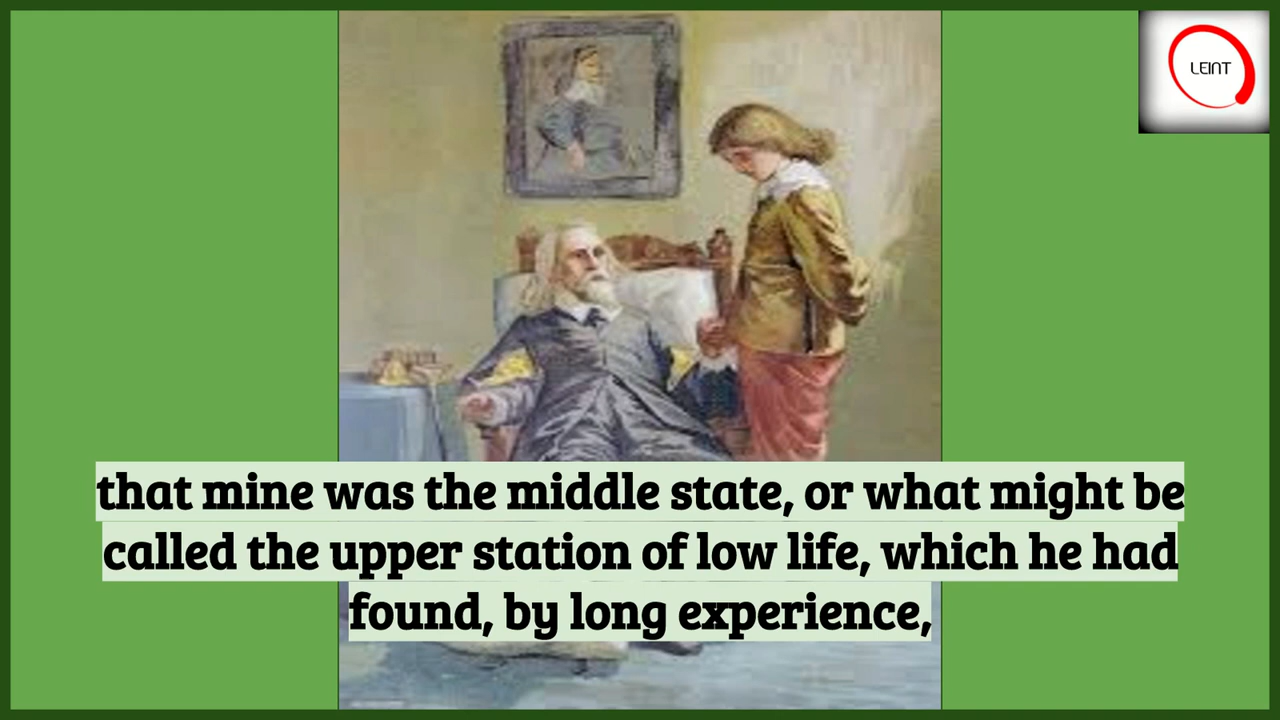 LEINT
that mine was the middle state, or what might be
called the upper station of low life, which he had
found, by long experience,